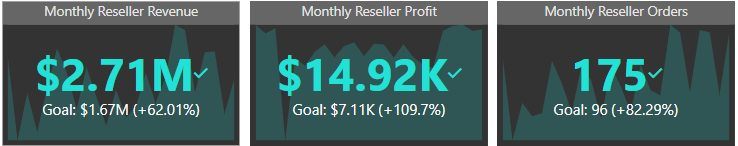 Monthly Reseller Revenue
$2.71M✓
Goal: $1.67M (+62.01%)
Monthly Reseller Profit
$14.92K✓
Goal: $7.11K (+109.7%)
Monthly Reseller Orders
175✓
Goal: 96 (+82.29%)